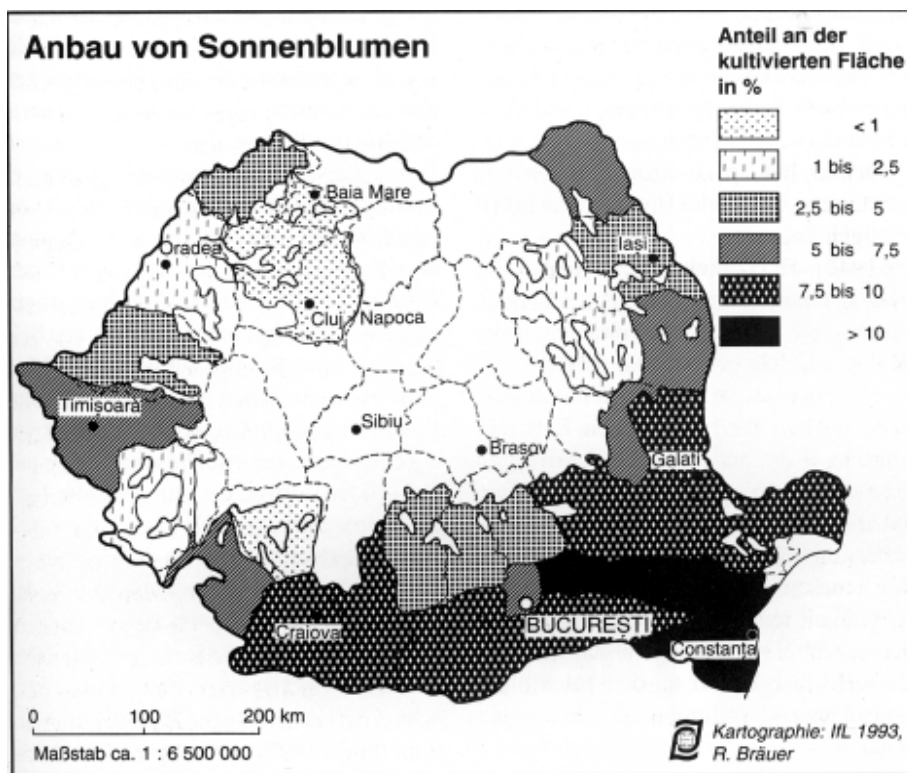 Anbau von Sonnenblumen
Anteil an der
kultivierten Fläche
in %
< 1
1 bis 2,5
2,5 bis 5
5 bis 7,5
7,5 bis 10
> 10
Baia Mare
Oradea
Iasi
Cluj Napoca
Timisoara
Sibiu
Brasov
Galati
Craiova
BUCURESTI
Constanta
0 100 200 km
Maßstab ca. 1 : 6 500 000
Kartographie: IfL 1993,
R. Bräuer